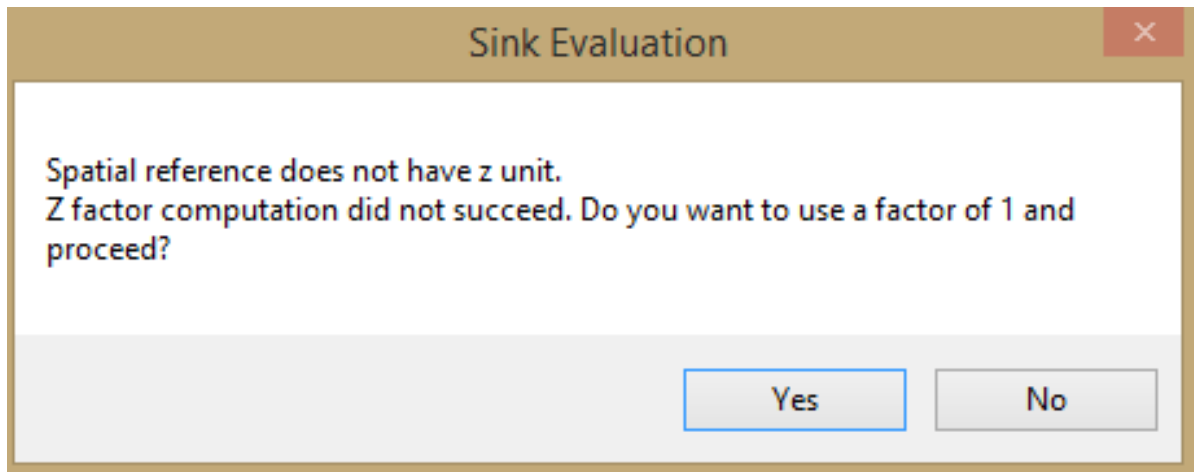 Sink Evaluation
Spatial reference does not have z unit.
Z factor computation did not succeed. Do you want to use a factor of 1 and
proceed?
Yes No